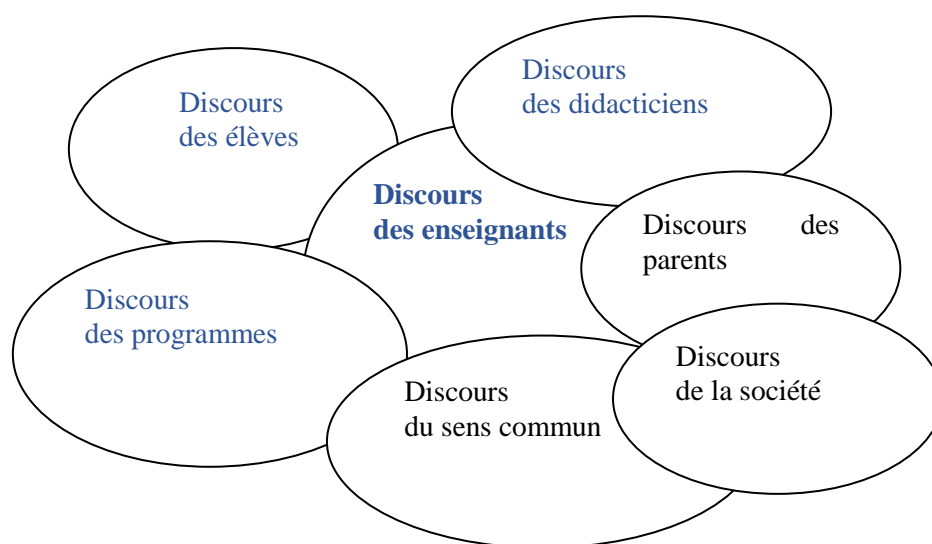 Discours
des élèves
Discours
des didacticiens
Discours
des enseignants
Discours des
parents
Discours
des programmes
Discours
du sens commun
Discours
de la société